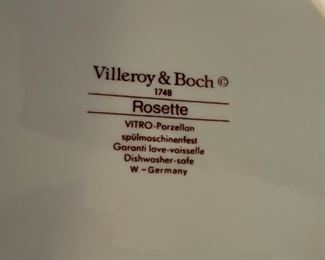 Villeroy & Boch ©
1748
Rosette
VITRO-Porzellan
spülmaschinenfest
Garanti lave-vaisselle
Dishwasher-safe
W - Germany